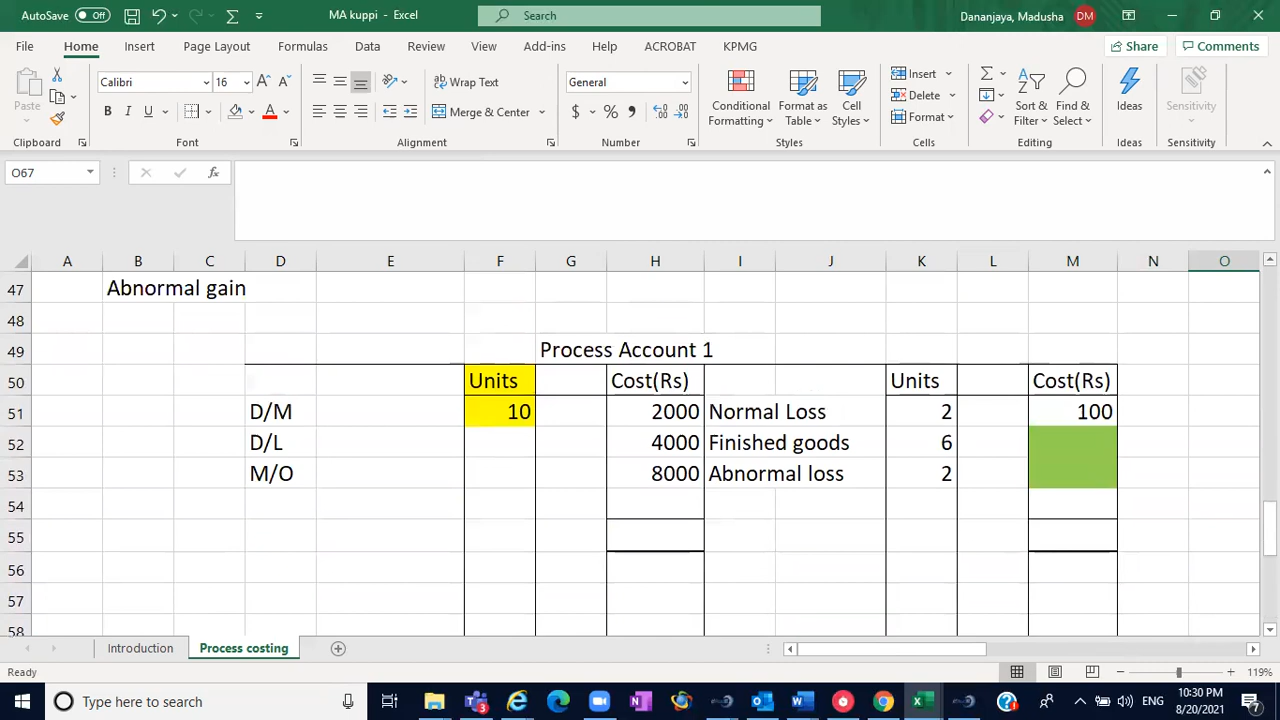 AutoSave Off MA kuppi - Excel Search Dananjaya, Madusha DM
File Home Insert Page Layout Formulas Data Review View Add-ins Help ACROBAT KPMG Share Comments
Paste Calibri 16 Wrap Text General Conditional Formatting Format as Table Cell Styles Insert Sort & Filter Find & Select Ideas Sensitivity
B I U A Merge & Center $ % Delete
Format
Clipboard Font Alignment Number Styles Cells Editing Ideas Sensitivity
O67 fx
A B C D E F G H I J K L M N O
47 Abnormal gain
48
49 Process Account 1
50 Units Cost(Rs) Units Cost(Rs)
51 D/M 10 2000 Normal Loss 2 100
52 D/L 4000 Finished goods 6
53 M/O 8000 Abnormal loss 2
54
55
56
57
58
Introduction Process costing
Ready 119%
Type here to search 3 ENG 10:30 PM
8/20/2021 7